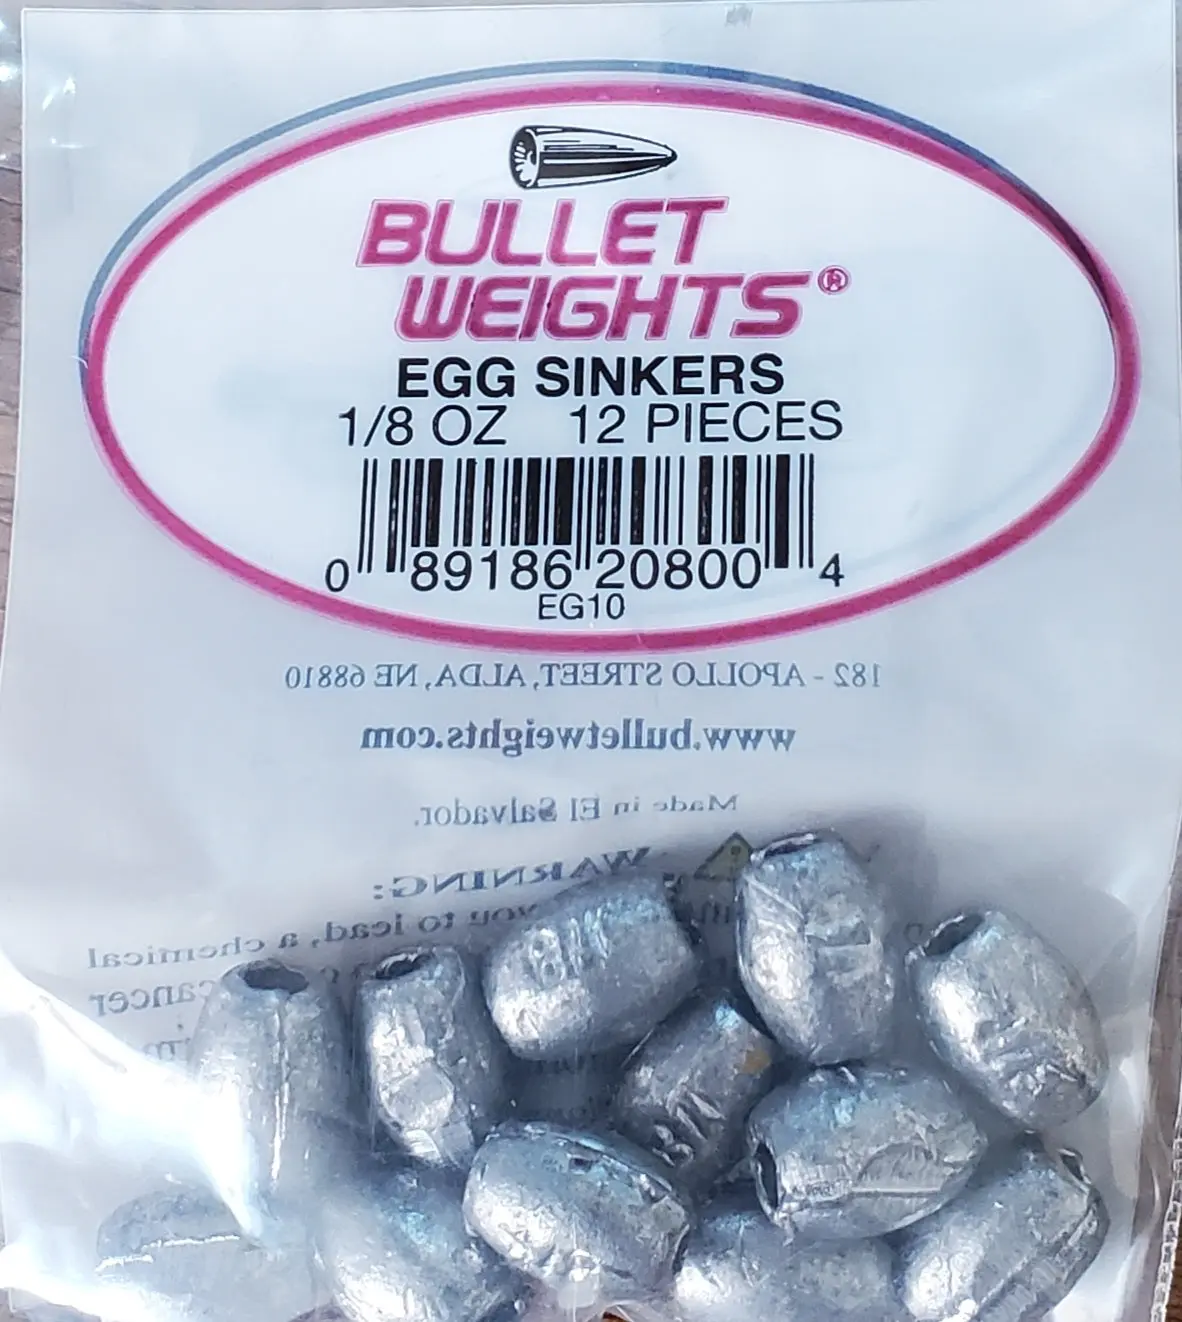 BULLET
WEIGHTS®
EGG SINKERS
1/8 OZ 12 PIECES
0 89186 20800 4
EG10
182 - APOLLO STREET, ALDA, NE 68810
www.bulletweights.com
Made in El Salvador.
WARNING:
you to lead, a chemical
cancer